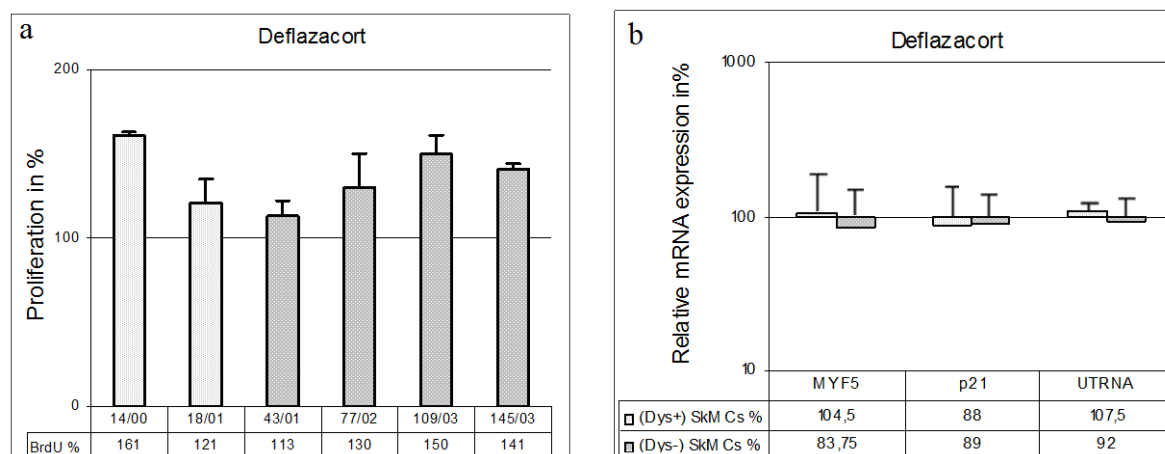 a
Deflazacort
Proliferation in %
200
100
0
14/00 18/01 43/01 77/02 109/03 145/03
BrdU % 161 121 113 130 150 141
b
Deflazacort
Relative mRNA expression in%
1000
100
10
MYF5 p21 UTRNA
(Dys+) SkM Cs % 104,5 88 107,5
(Dys-) SkM Cs % 83,75 89 92